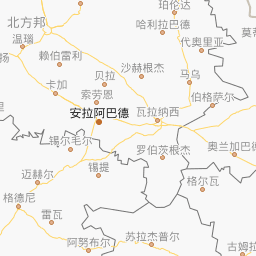 珀伦达
北方邦
哈利拉巴德
温瑙
代奥里亚
赖伯雷利
贝拉
沙赫根杰
马乌
卡加
索劳恩
伯格萨尔
安拉阿巴德
瓦拉纳西
锡尔毛尔
奥兰加巴德
罗伯茨根杰
锡提
迈赫尔
格尔瓦
格德尼
雷瓦
阿努布尔
苏拉杰普尔
古姆拉